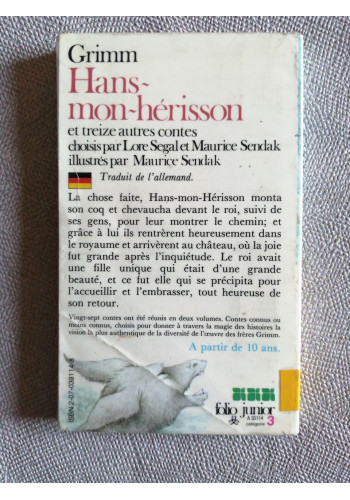 Grimm
Hans-
mon-hérisson
et treize autres contes
choisis par Lore Segal et Maurice Sendak
illustrés par Maurice Sendak
Traduit de l'allemand.
La chose faite, Hans-mon-Hérisson monta
son coq et chevaucha devant le roi, suivi de
ses gens, pour leur montrer le chemin; et
grâce à lui ils rentrèrent heureusement dans
le royaume et arrivèrent au château, où la joie
fut grande après l'inquiétude. Le roi avait
une fille unique qui était d'une grande
beauté, et ce fut elle qui se précipita pour
l'accueillir et l'embrasser, tout heureuse de
son retour.
Vingt-sept contes ont été réunis en deux volumes. Contes connus ou
moins connus, choisis pour donner à travers la magie des histoires la
vision la plus authentique de la diversité de l'œuvre des frères Grimm.
A partir de 10 ans.
folio junior
A 33114
catégorie 3